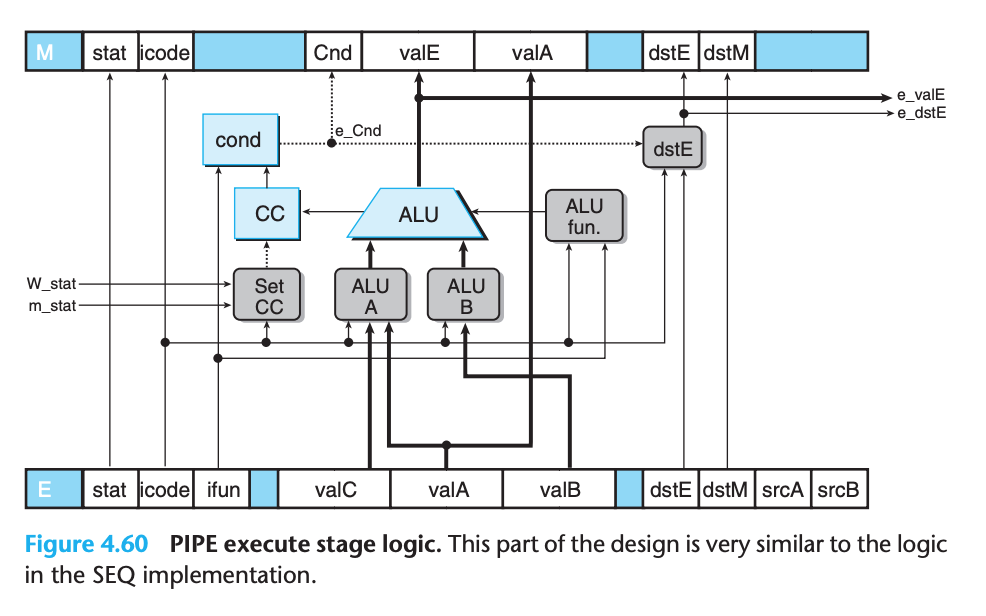 M stat icode Cnd valE valA dstE dstM
e_valE
e_dstE
e_Cnd
cond
dstE
CC
ALU
ALU
fun.
W_stat
m_stat
Set
CC
ALU
A
ALU
B
E stat icode ifun valC valA valB dstE dstM srcA srcB
Figure 4.60 PIPE execute stage logic. This part of the design is very similar to the logic
in the SEQ implementation.